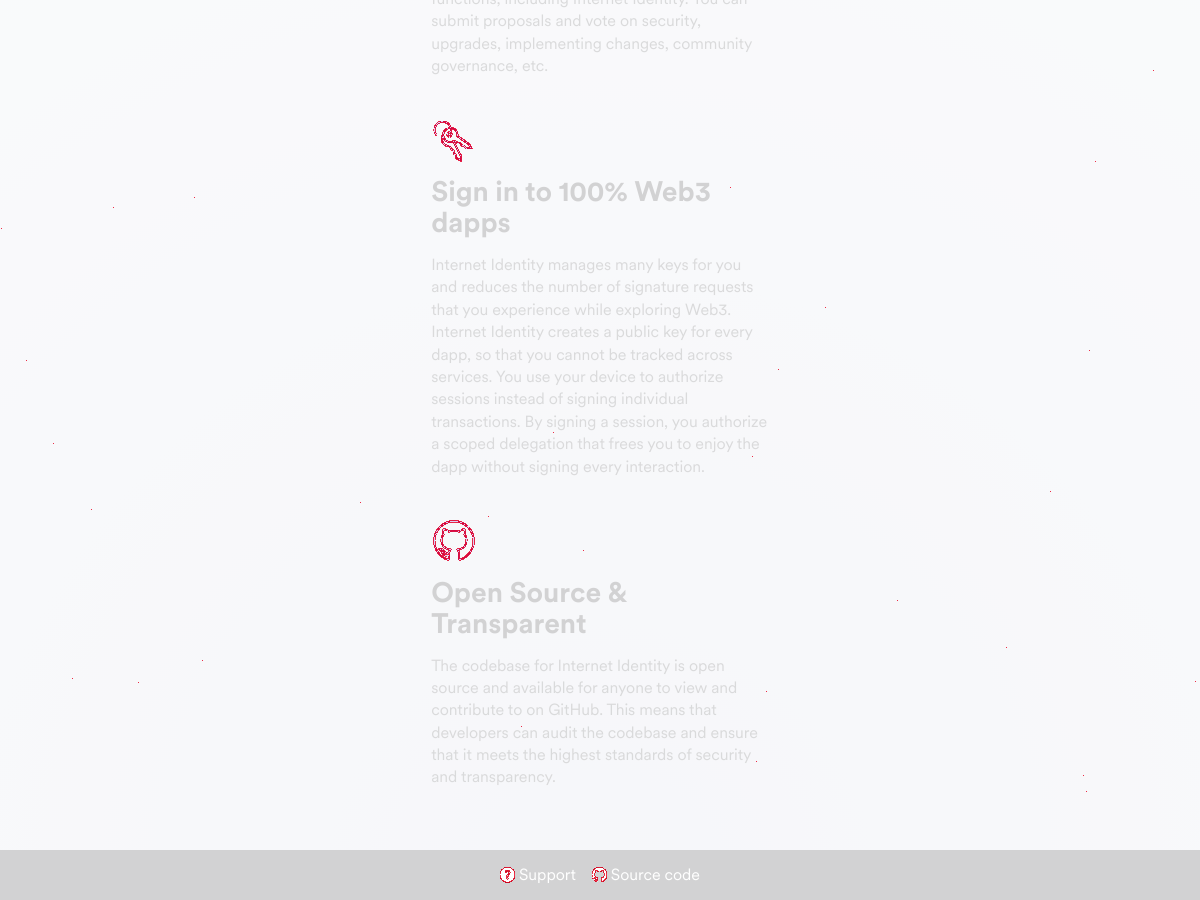 functions, including Internet Identity. You can
submit proposals and vote on security,
upgrades, implementing changes, community
governance, etc.
Sign in to 100% Web3
dapps
Internet Identity manages many keys for you
and reduces the number of signature requests
that you experience while exploring Web3.
Internet Identity creates a public key for every
dapp, so that you cannot be tracked across
services. You use your device to authorize
sessions instead of signing individual
transactions. By signing a session, you authorize
a scoped delegation that frees you to enjoy the
dapp without signing every interaction.
Open Source &
Transparent
The codebase for Internet Identity is open
source and available for anyone to view and
contribute to on GitHub. This means that
developers can audit the codebase and ensure
that it meets the highest standards of security
and transparency.
Support Source code